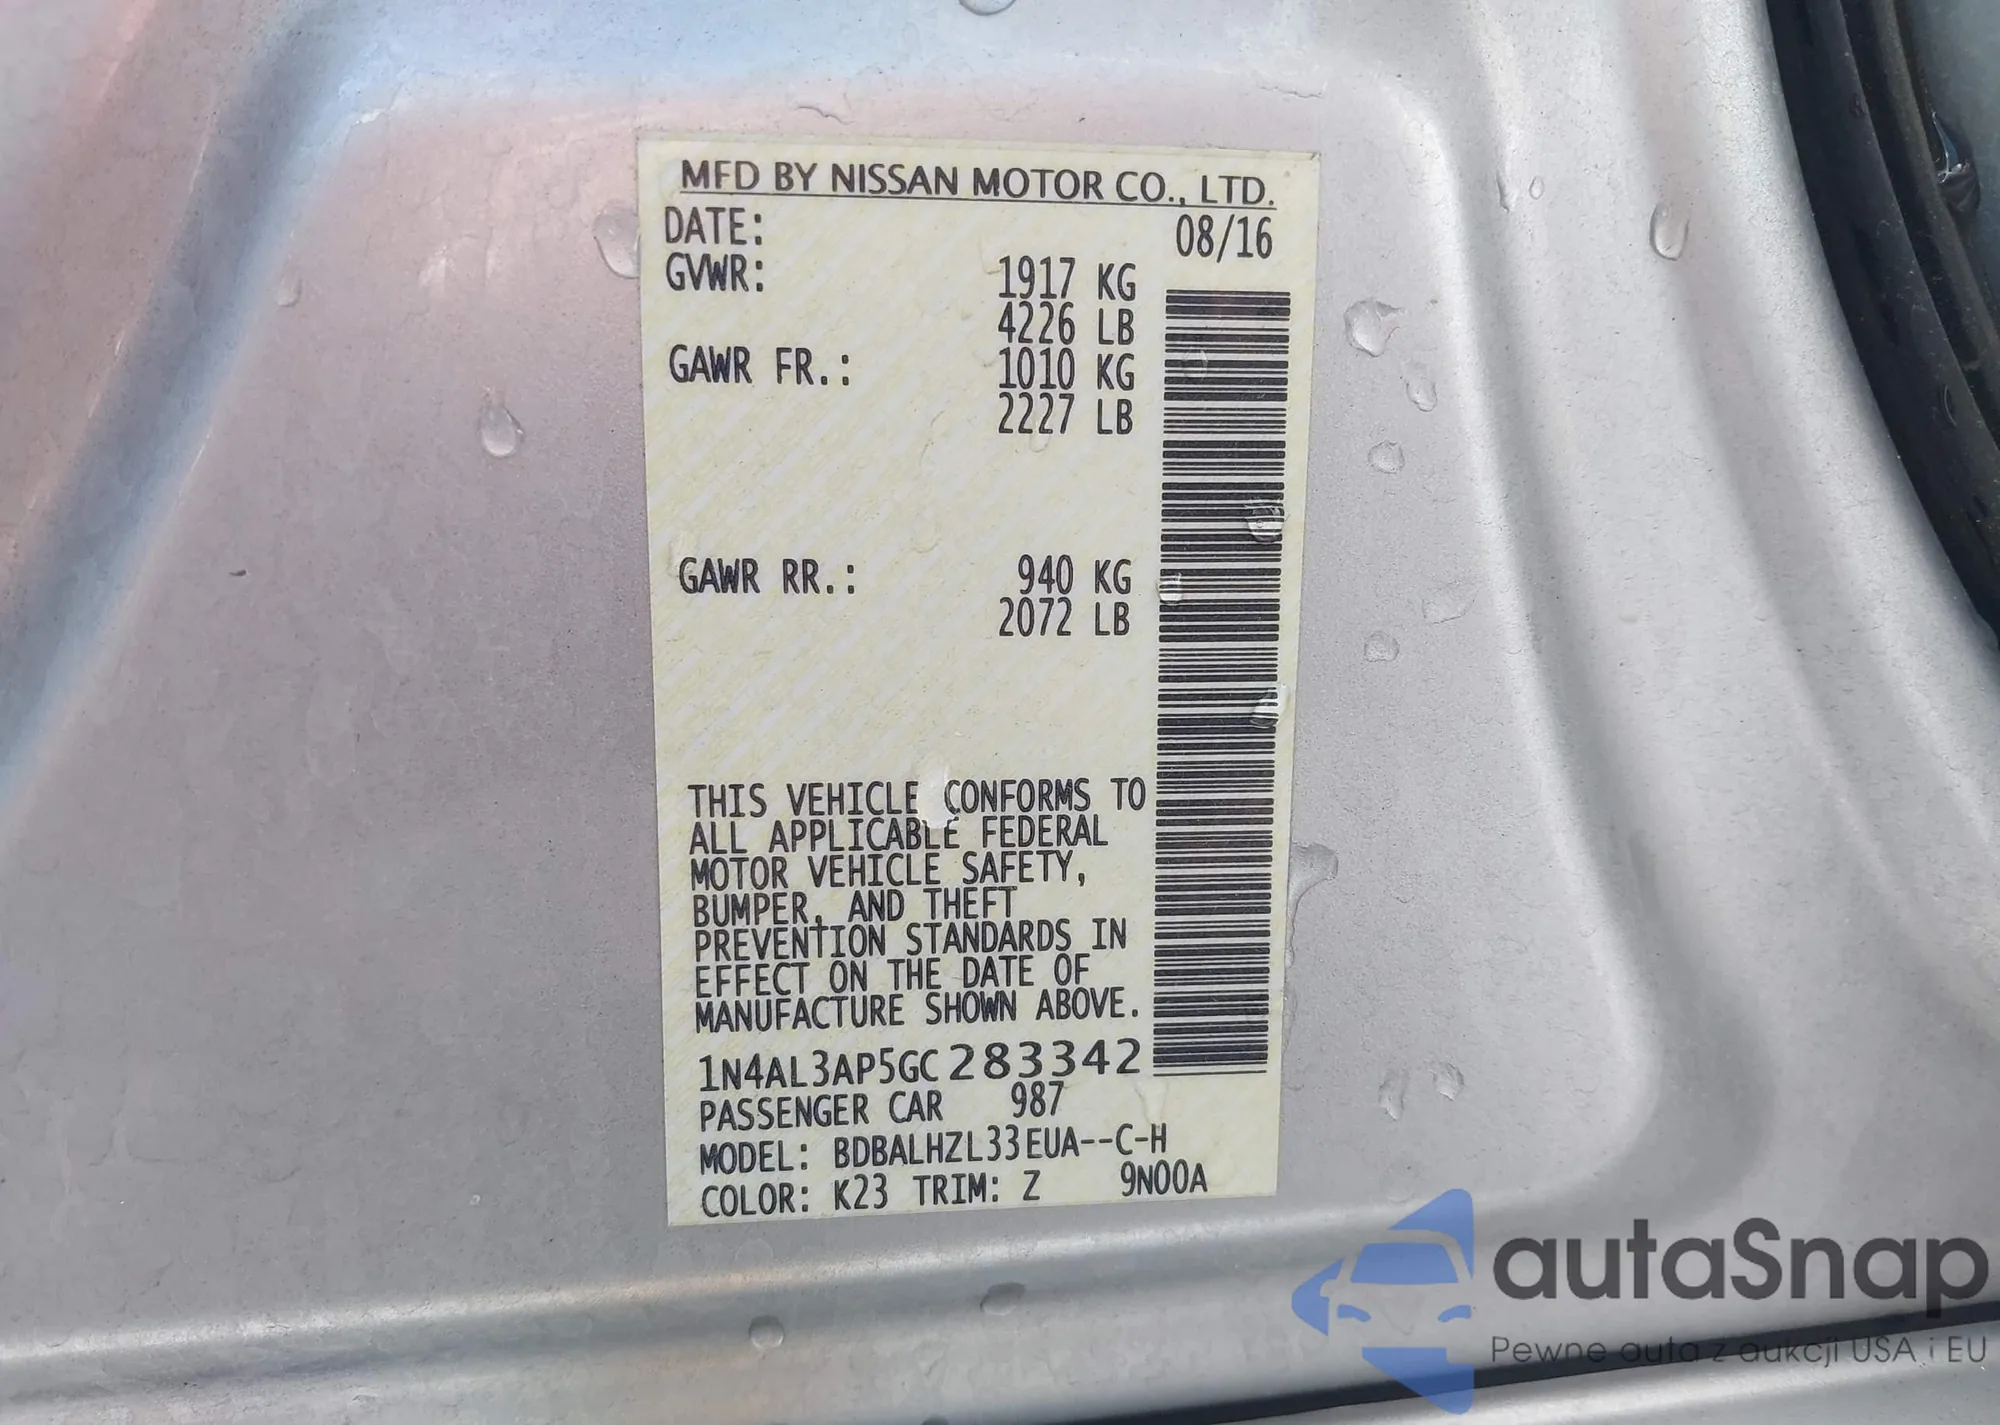 MFD BY NISSAN MOTOR CO., LTD.
DATE: 08/16
GVWR: 1917 KG
4226 LB
GAWR FR.: 1010 KG
2227 LB
GAWR RR.: 940 KG
2072 LB
THIS VEHICLE CONFORMS TO
ALL APPLICABLE FEDERAL
MOTOR VEHICLE SAFETY,
BUMPER, AND THEFT
PREVENTION STANDARDS IN
EFFECT ON THE DATE OF
MANUFACTURE SHOWN ABOVE.
1N4AL3AP5GC283342
PASSENGER CAR 987
MODEL: BDBALHZL33EUA--C-H
COLOR: K23 TRIM: Z 9N00A
autaSnap
Pewne auta z aukcji USA i EU